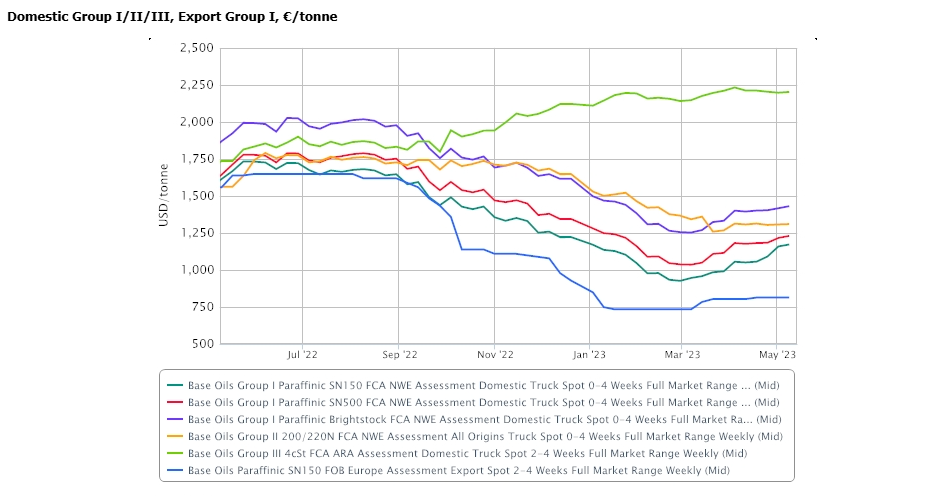 Domestic Group I/II/III, Export Group I, €/tonne
2,500
2,250
2,000
1,750
1,500
1,250
1,000
750
500
USD/tonne
Jul '22
Sep '22
Nov '22
Jan '23
Mar '23
May '23
Base Oils Group I Paraffinic SN150 FCA NWE Assessment Domestic Truck Spot 0-4 Weeks Full Market Range ... (Mid)
Base Oils Group I Paraffinic SN500 FCA NWE Assessment Domestic Truck Spot 0-4 Weeks Full Market Range ... (Mid)
Base Oils Group I Paraffinic Brightstock FCA NWE Assessment Domestic Truck Spot 0-4 Weeks Full Market Ra... (Mid)
Base Oils Group II 200/220N FCA NWE Assessment All Origins Truck Spot 0-4 Weeks Full Market Range Weekly (Mid)
Base Oils Group III 4cSt FCA ARA Assessment Domestic Truck Spot 2-4 Weeks Full Market Range Weekly (Mid)
Base Oils Paraffinic SN150 FOB Europe Assessment Export Spot 2-4 Weeks Full Market Range Weekly (Mid)